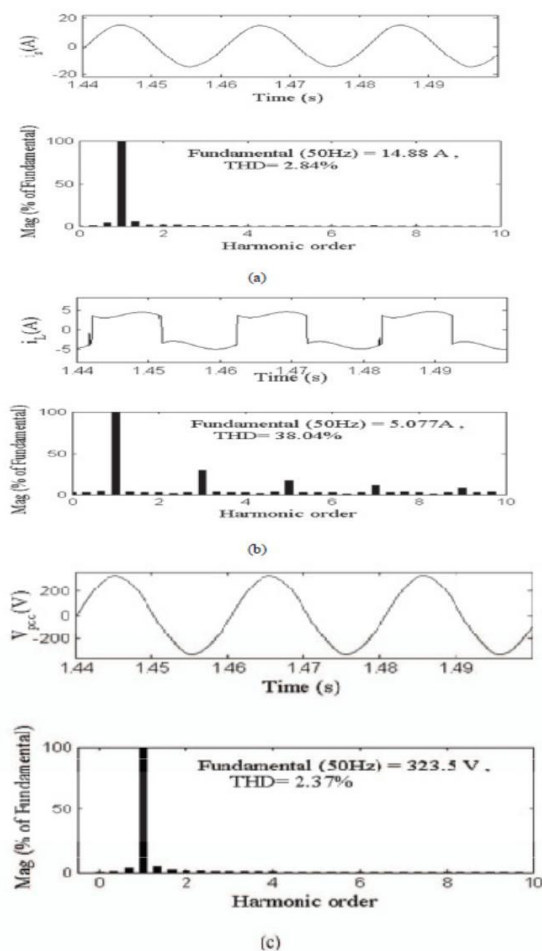 20
0
-20
i_s(A)
1.44 1.45 1.46 1.47 1.48 1.49
Time (s)
100
50
0
Mag (% of Fundamental)
Fundamental (50Hz) = 14.88 A ,
THD= 2.84%
0 2 4 6 8 10
Harmonic order
(a)
5
0
-5
i_L(A)
1.44 1.45 1.46 1.47 1.48 1.49
Time (s)
100
50
0
Mag (% of Fundamental)
Fundamental (50Hz) = 5.077A ,
THD= 38.04%
0 2 4 6 8 10
Harmonic order
(b)
200
0
-200
V_pcc(V)
1.44 1.45 1.46 1.47 1.48 1.49
Time (s)
100
50
0
Mag (% of Fundamental)
Fundamental (50Hz) = 323.5 V ,
THD= 2.37%
0 2 4 6 8 10
Harmonic order
(c)